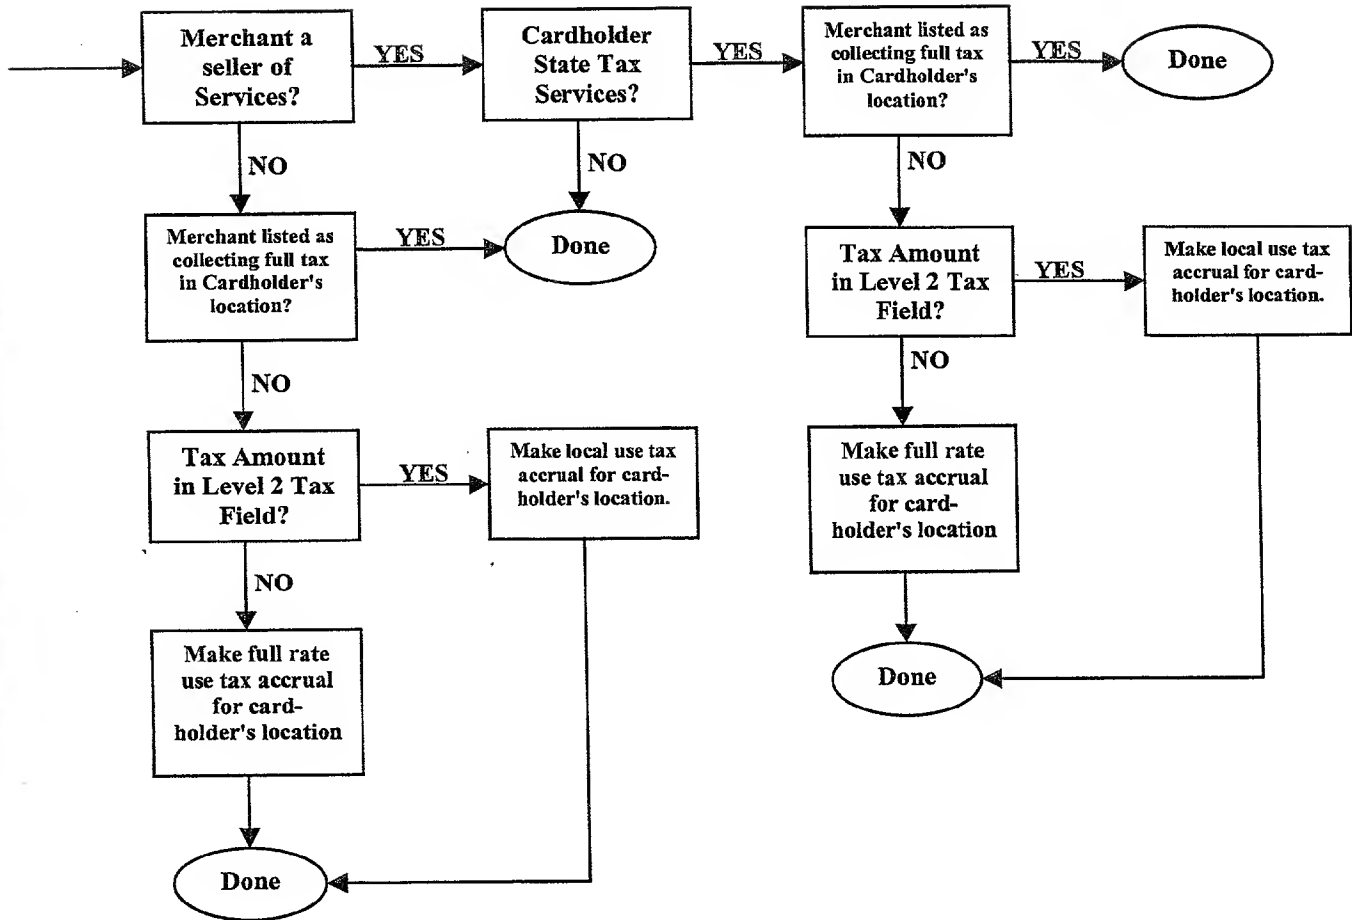 Merchant a
seller of
Services?
YES
Cardholder
State Tax
Services?
YES
Merchant listed as
collecting full tax
in Cardholder's
location?
YES
Done
NO
NO
NO
Merchant listed as
collecting full tax
in Cardholder's
location?
YES
Done
Tax Amount
in Level 2 Tax
Field?
YES
Make local use tax
accrual for card-
holder's location.
NO
NO
Tax Amount
in Level 2 Tax
Field?
YES
Make local use tax
accrual for card-
holder's location.
Make full rate
use tax accrual
for card-
holder's location
NO
Make full rate
use tax accrual
for card-
holder's location
Done
Done